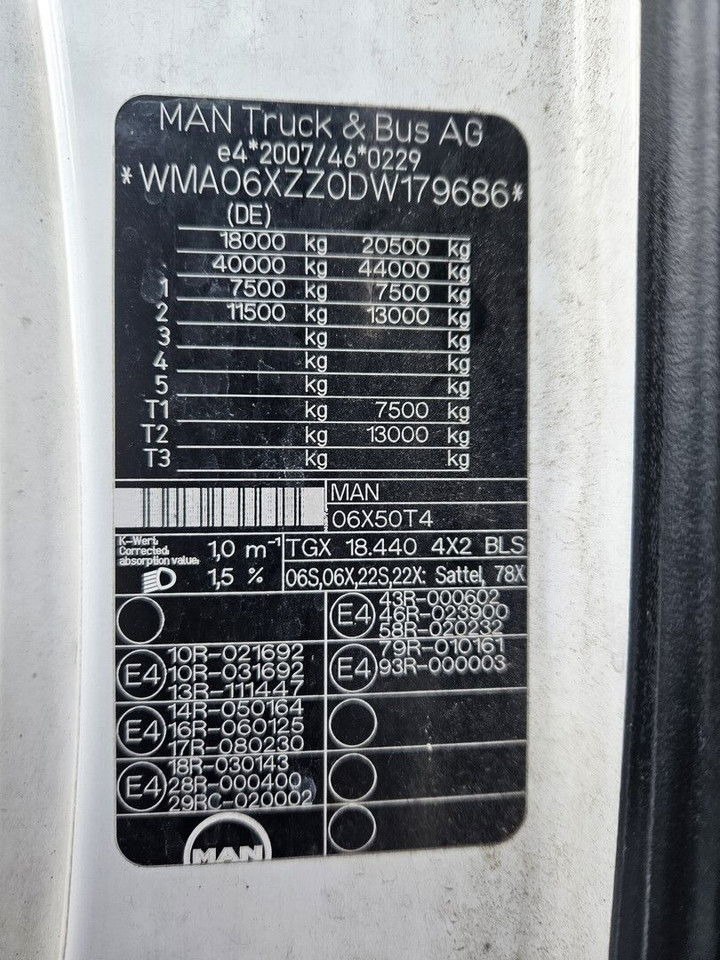 MAN Truck & Bus AG
e4*2007/46*0229
*WMA06XZZ0DW179686*
(DE)
18000 kg 20500 kg
40000 kg 44000 kg
1 7500 kg 7500 kg
2 11500 kg 13000 kg
3 kg kg
4 kg kg
5 kg kg
T1 kg 7500 kg
T2 kg 13000 kg
T3 kg kg
MAN
06X50T4
K-Wert:
Corrected
absorption value:
1,0 m⁻¹
TGX 18.440 4X2 BLS
1,5 %
06S,06X,22S,22X: Sattel, 78X
E4
43R-000602
46R-023900
58R-020232
E4
10R-021692
10R-031692
13R-111447
E4
79R-010161
93R-000003
E4
14R-050164
16R-060125
17R-080230
E4
18R-030143
28R-000400
29RC-020002
MAN